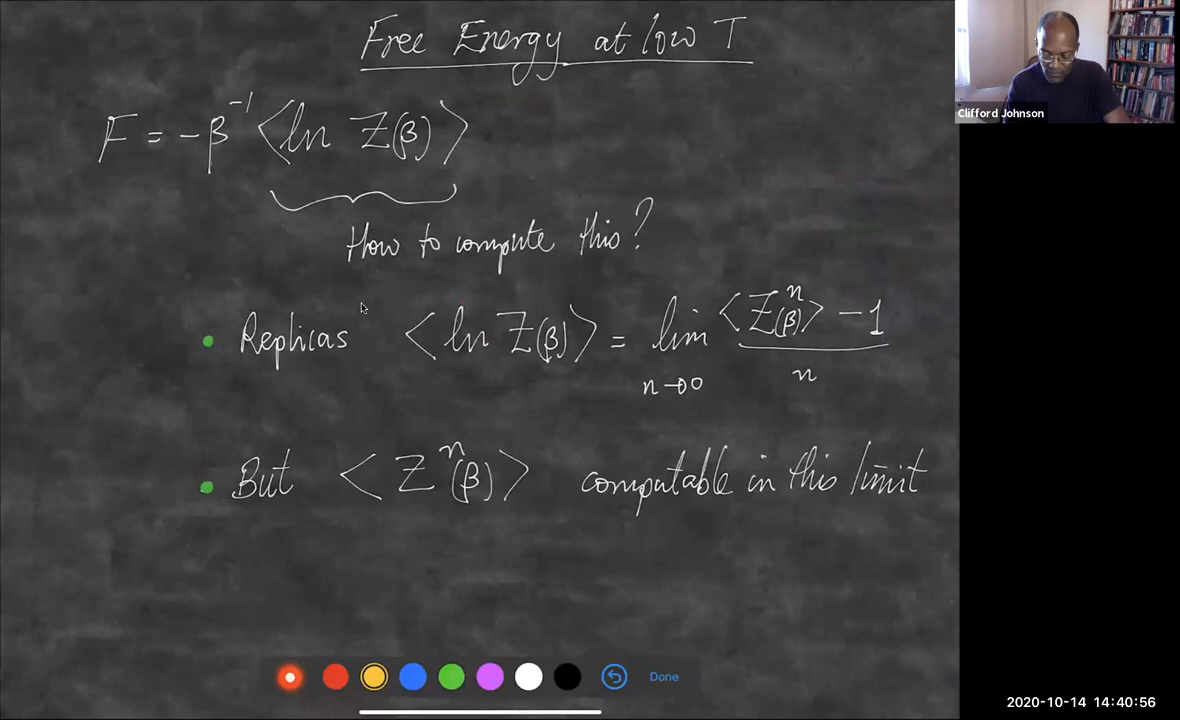 Free Energy at low T
F = -β⁻¹ <ln Z(β)>
How to compute this?
• Replicas <ln Z(β)> = lim n→0 (<Z(β)ⁿ> - 1) / n
• But <Zⁿ(β)> computable in this limit
Done
Clifford Johnson
2020-10-14 14:40:56